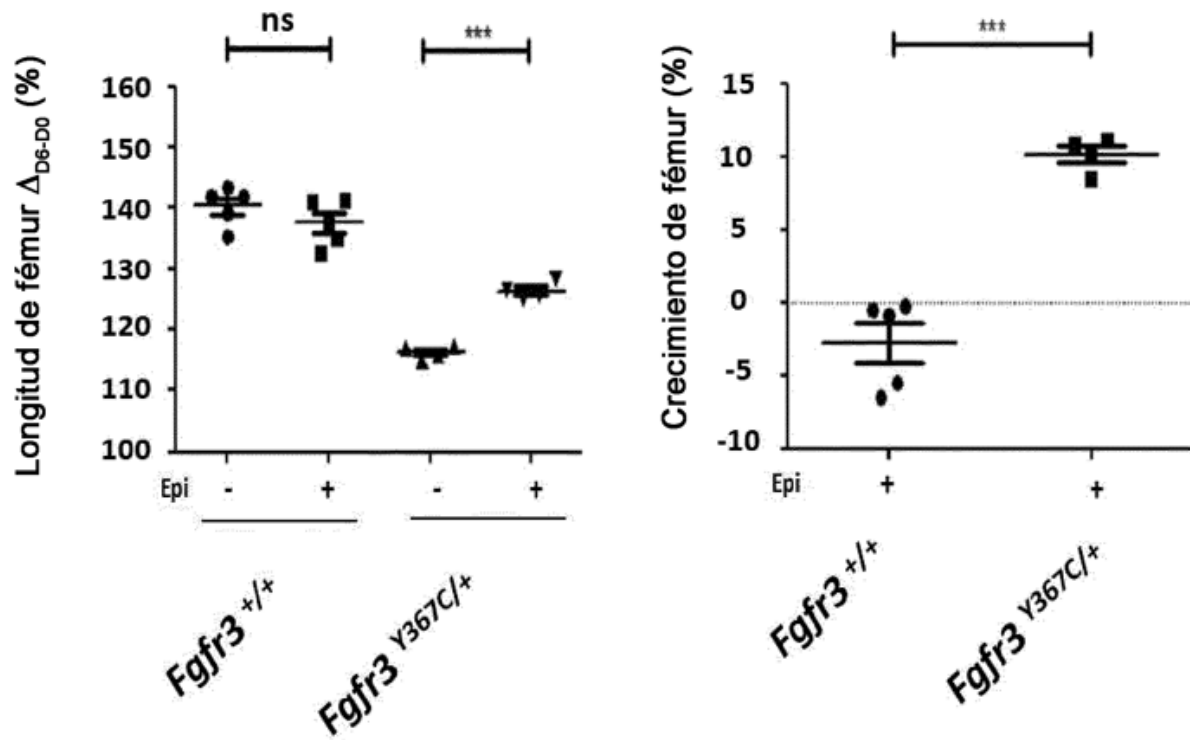 ns
***
Longitud de fémur Δ D6-D0 (%)
160
150
140
130
120
110
100
Epi - + - +
Fgfr3 +/+
Fgfr3 Y367C/+
***
Crecimiento de fémur (%)
15
10
5
0
-5
-10
Epi + +
Fgfr3 +/+
Fgfr3 Y367C/+